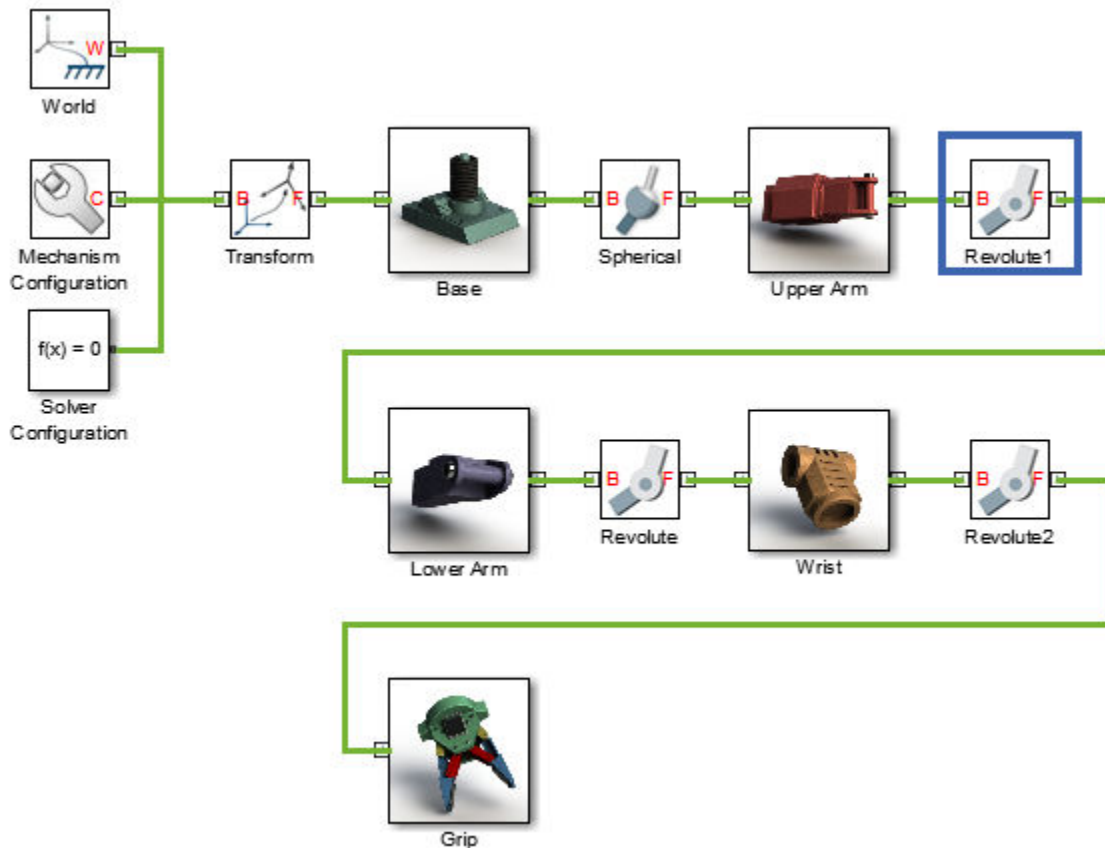 W
World
C
Mechanism
Configuration
f(x) = 0
Solver
Configuration
B F
Transform
Base
B F
Spherical
Upper Arm
B F
Revolute1
Lower Arm
B F
Revolute
Wrist
B F
Revolute2
Grip